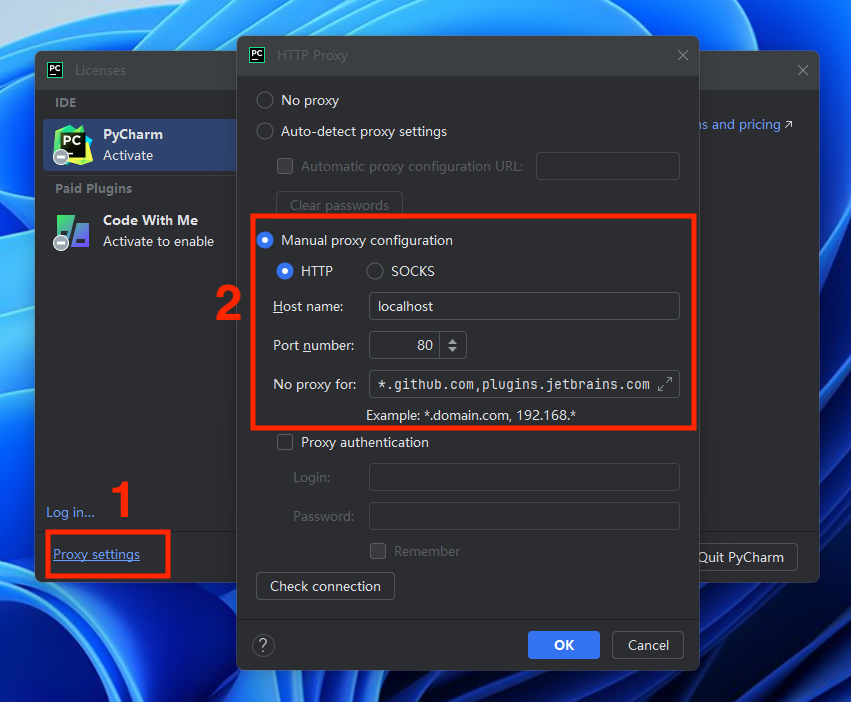 PC
Licenses
IDE
PC
PyCharm
Activate
Paid Plugins
Code With Me
Activate to enable
Log in...
1
Proxy settings
PC
HTTP Proxy
No proxy
Auto-detect proxy settings
Automatic proxy configuration URL:
Clear passwords
2
Manual proxy configuration
HTTP
SOCKS
Host name:
localhost
Port number:
80
No proxy for:
*.github.com,plugins.jetbrains.com
Example: *.domain.com, 192.168.*
Proxy authentication
Login:
Password:
Remember
Check connection
?
OK
Cancel
and pricing ↗
Quit PyCharm